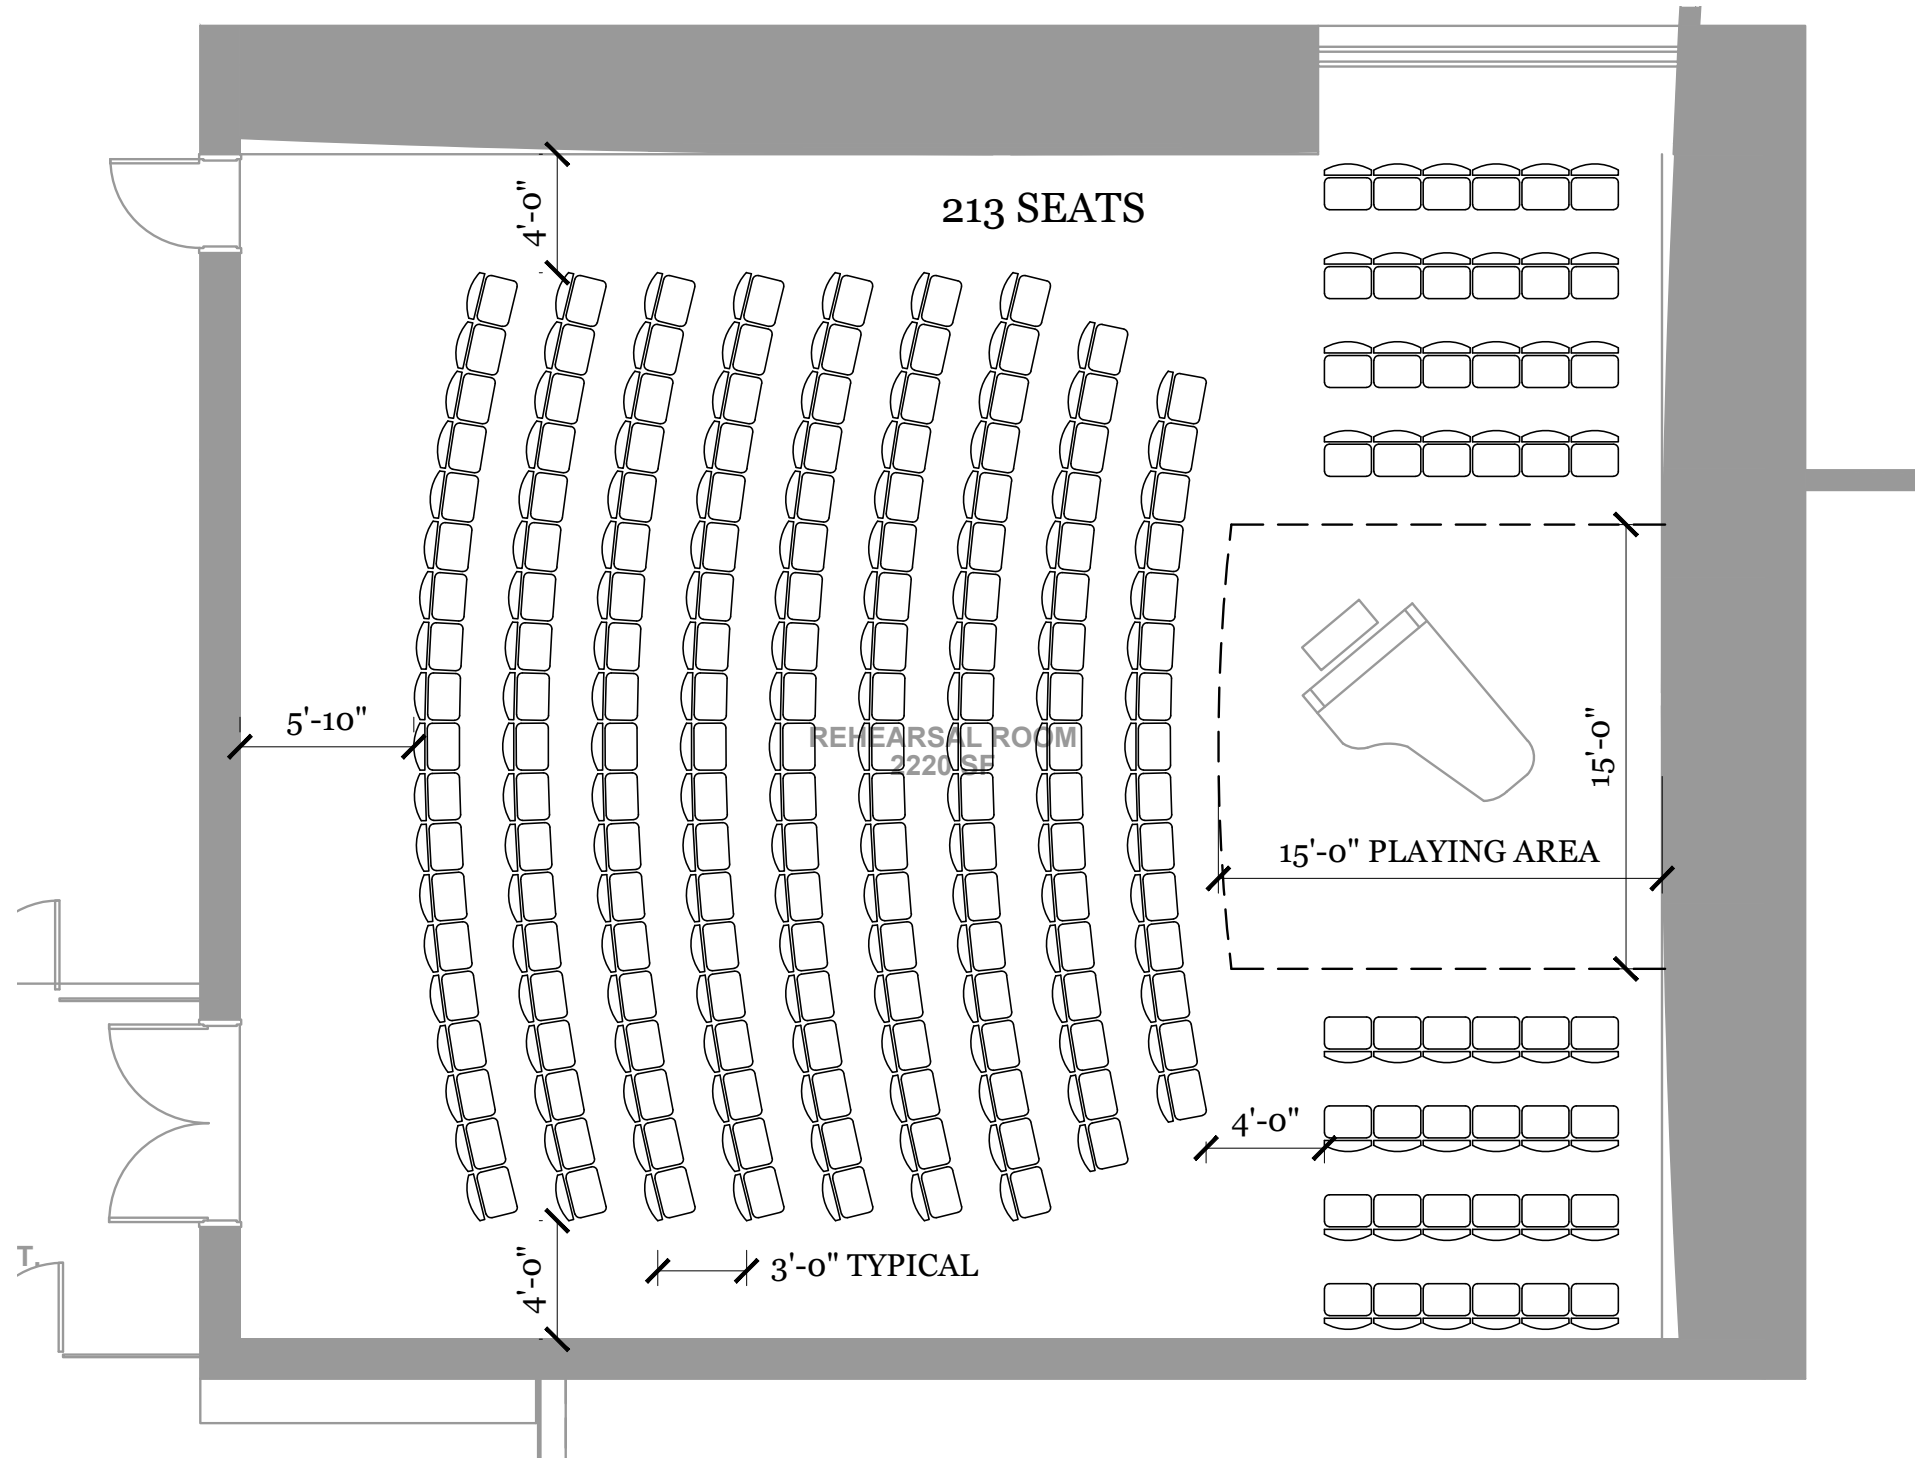 4'-0"
213 SEATS
5'-10"
REHEARSAL ROOM
2220 SF
15'-0"
15'-0" PLAYING AREA
4'-0"
T.
4'-0"
3'-0" TYPICAL